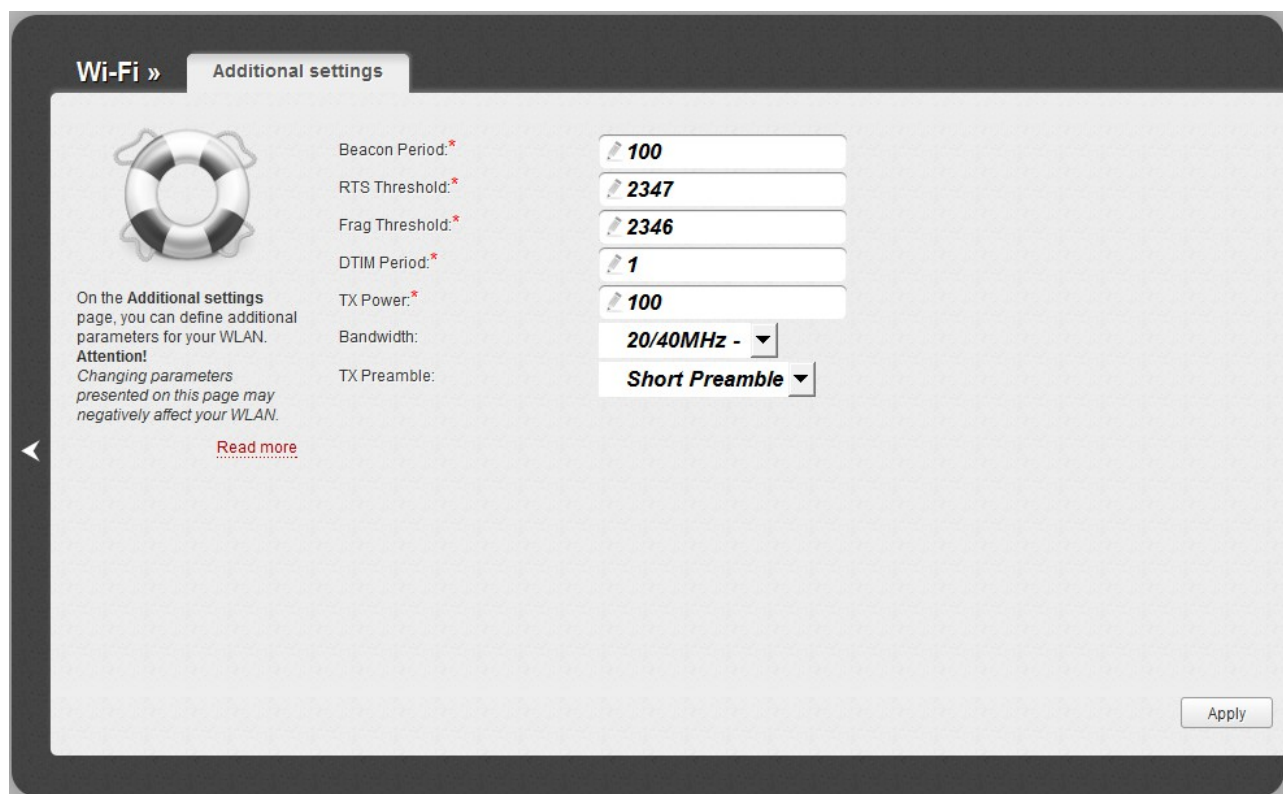 Wi-Fi »
Additional settings
On the Additional settings
page, you can define additional
parameters for your WLAN.
Attention!
Changing parameters
presented on this page may
negatively affect your WLAN.
Read more
Beacon Period:* 100
RTS Threshold:* 2347
Frag Threshold:* 2346
DTIM Period:* 1
TX Power:* 100
Bandwidth: 20/40MHz -
TX Preamble: Short Preamble
Apply